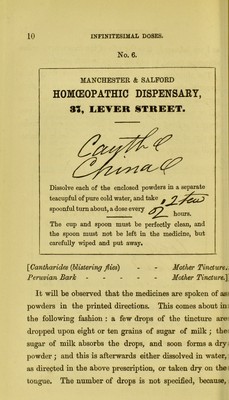 10 INFINITESIMAL DOSES.
No. 6.
MANCHESTER & SALFORD
HOMŒOPATHIC DISPENSARY,
37, LEVER STREET.
Canth
China
Dissolve each of the enclosed powders in a separate
teacupful of pure cold water, and take 2 tea
spoonful turn about, a dose every 2 hours.
The cup and spoon must be perfectly clean, and
the spoon must not be left in the medicine, but
carefully wiped and put away.
[Cantharides (blistering flies) - - Mother Tincture.
Peruvian Bark - - - - - Mother Tincture.]
It will be observed that the medicines are spoken of as
powders in the printed directions. This comes about in
the following fashion : a few drops of the tincture are
dropped upon eight or ten grains of sugar of milk ; the
sugar of milk absorbs the drops, and soon forms a dry
powder ; and this is afterwards either dissolved in water,
as directed in the above prescription, or taken dry on the
tongue. The number of drops is not specified, because,